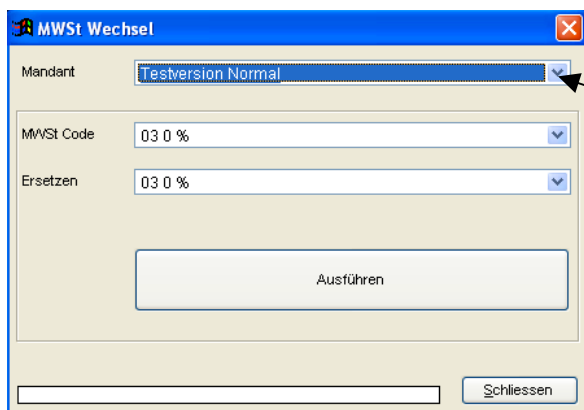 MWSt Wechsel
Mandant Testversion Normal
MWSt Code 03 0 %
Ersetzen 03 0 %
Ausführen
Schliessen